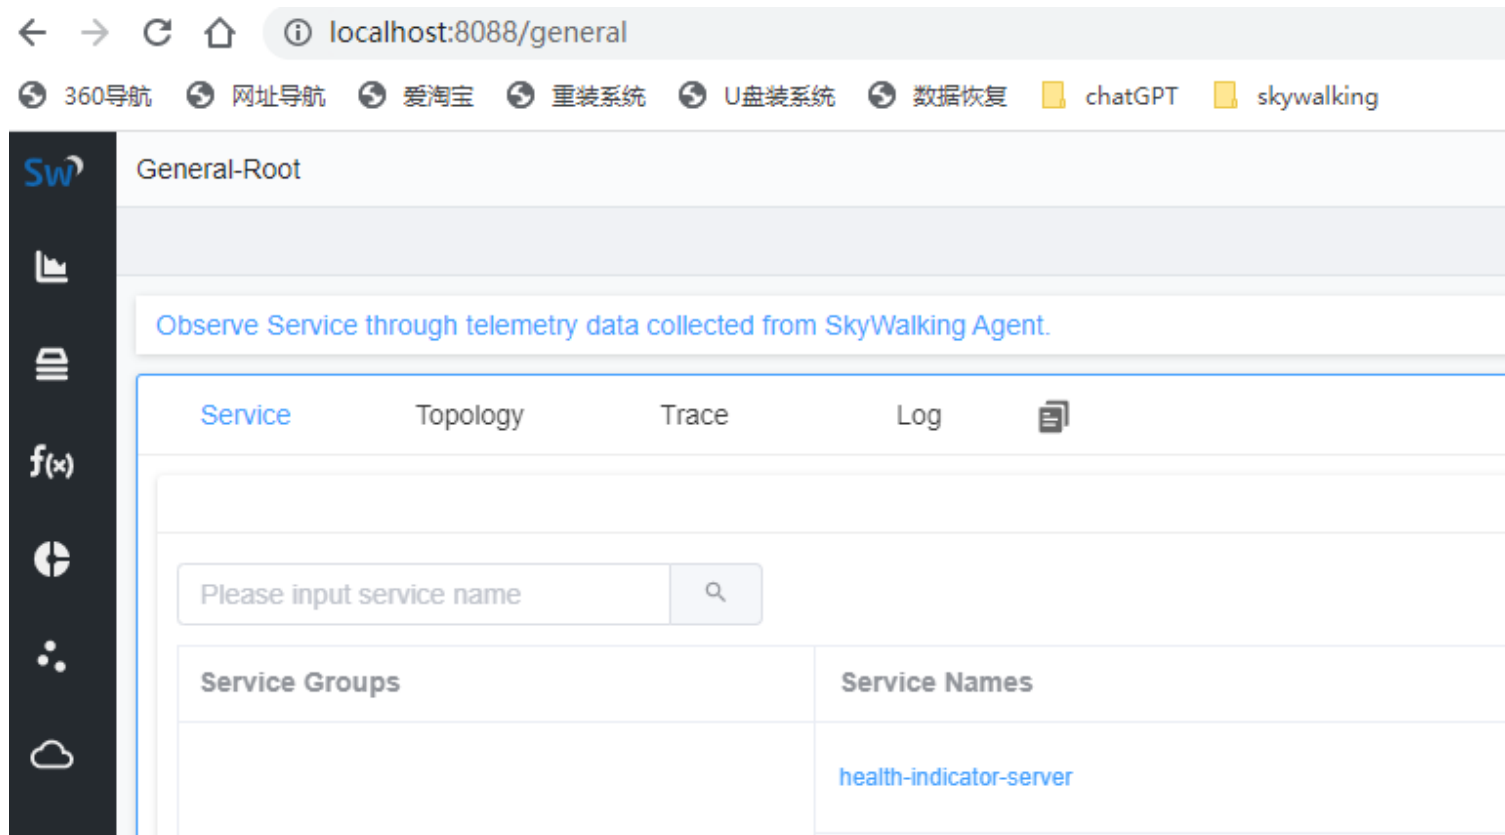 localhost:8088/general
360导航 网址导航 爱淘宝 重装系统 U盘装系统 数据恢复 chatGPT skywalking
Sw
General-Root
Observe Service through telemetry data collected from SkyWalking Agent.
Service Topology Trace Log
f(x)
Please input service name
Service Groups Service Names
health-indicator-server